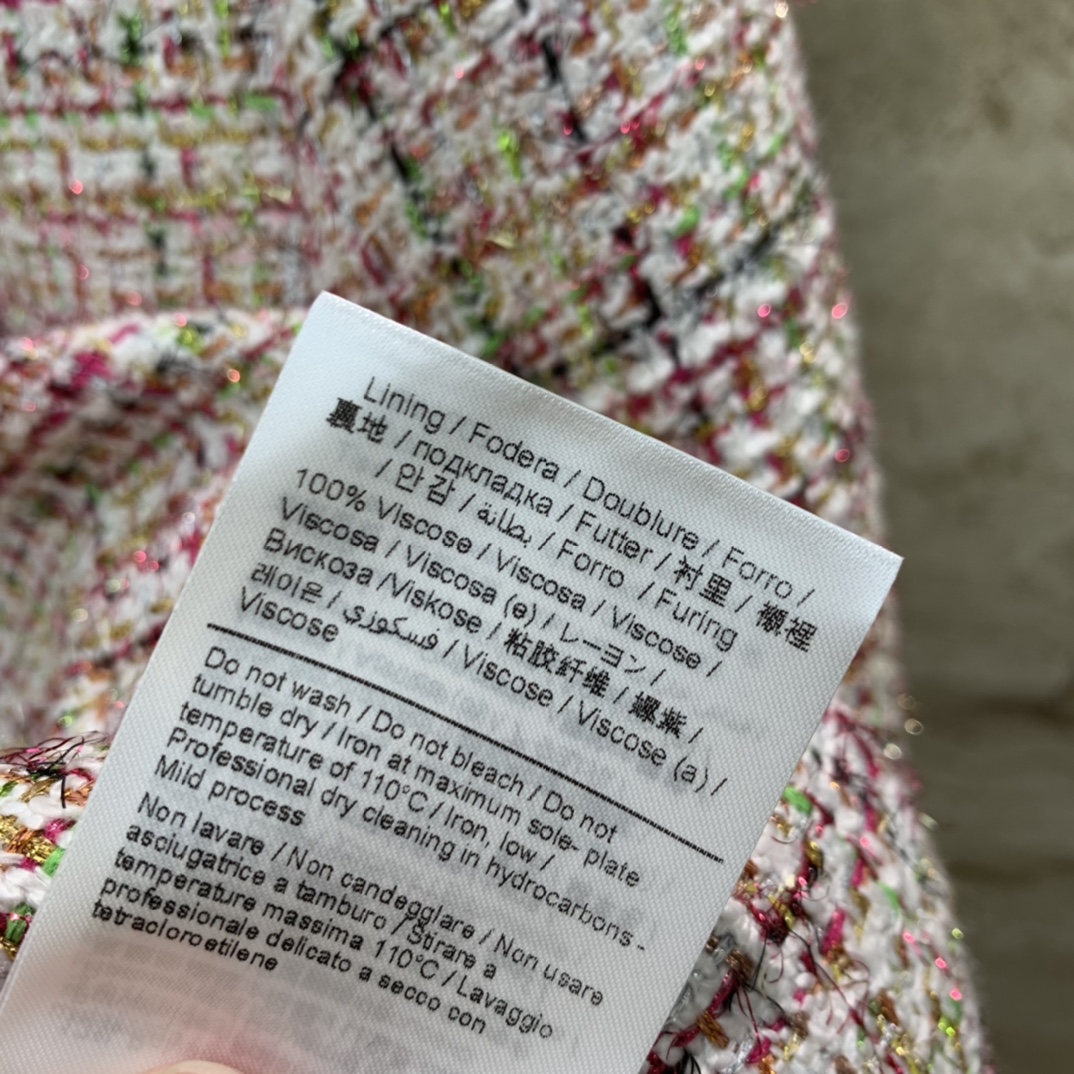 Lining / Fodera / Doublure / Forro /
裏地 / подкладка / Futter / 衬里 / 襯裡
/ 안감 / بطانة / Forro / Furing
100% Viscose / Viscosa / Viscose /
Viscosa / Viscosa (e) / レーヨン /
Вискоза /Viskose / 粘胶纤维 / 螺縈 /
레이온 / فسكوزي / Viscose / Viscose (a) /
Viscose
Do not wash / Do not bleach / Do not
tumble dry / Iron at maximum sole- plate
temperature of 110°C / Iron, low /
Professional dry cleaning in hydrocarbons -
Mild process
Non lavare / Non candeggiare / Non usare
asciugatrice a tamburo / Stirare a
temperature massima 110°C / Lavaggio
professionale delicato a secco con
tetracloroetilene